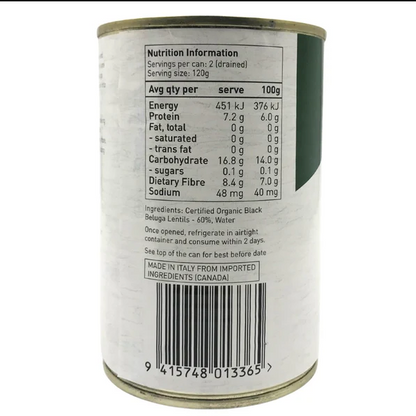 Nutrition Information
Servings per can: 2 (drained)
Serving size: 120g
Avg qty per serve 100g
Energy 451 kJ 376 kJ
Protein 7.2 g 6.0 g
Fat, total 0 g 0 g
- saturated 0 g 0 g
- trans fat 0 g 0 g
Carbohydrate 16.8 g 14.0 g
- sugars 0.1 g 0.1 g
Dietary Fibre 8.4 g 7.0 g
Sodium 48 mg 40 mg
Ingredients: Certified Organic Black
Beluga Lentils - 60%, Water
Once opened, refrigerate in airtight
container and consume within 2 days.
See top of the can for best before date
MADE IN ITALY FROM IMPORTED
INGREDIENTS (CANADA)
9 415748 013365 >